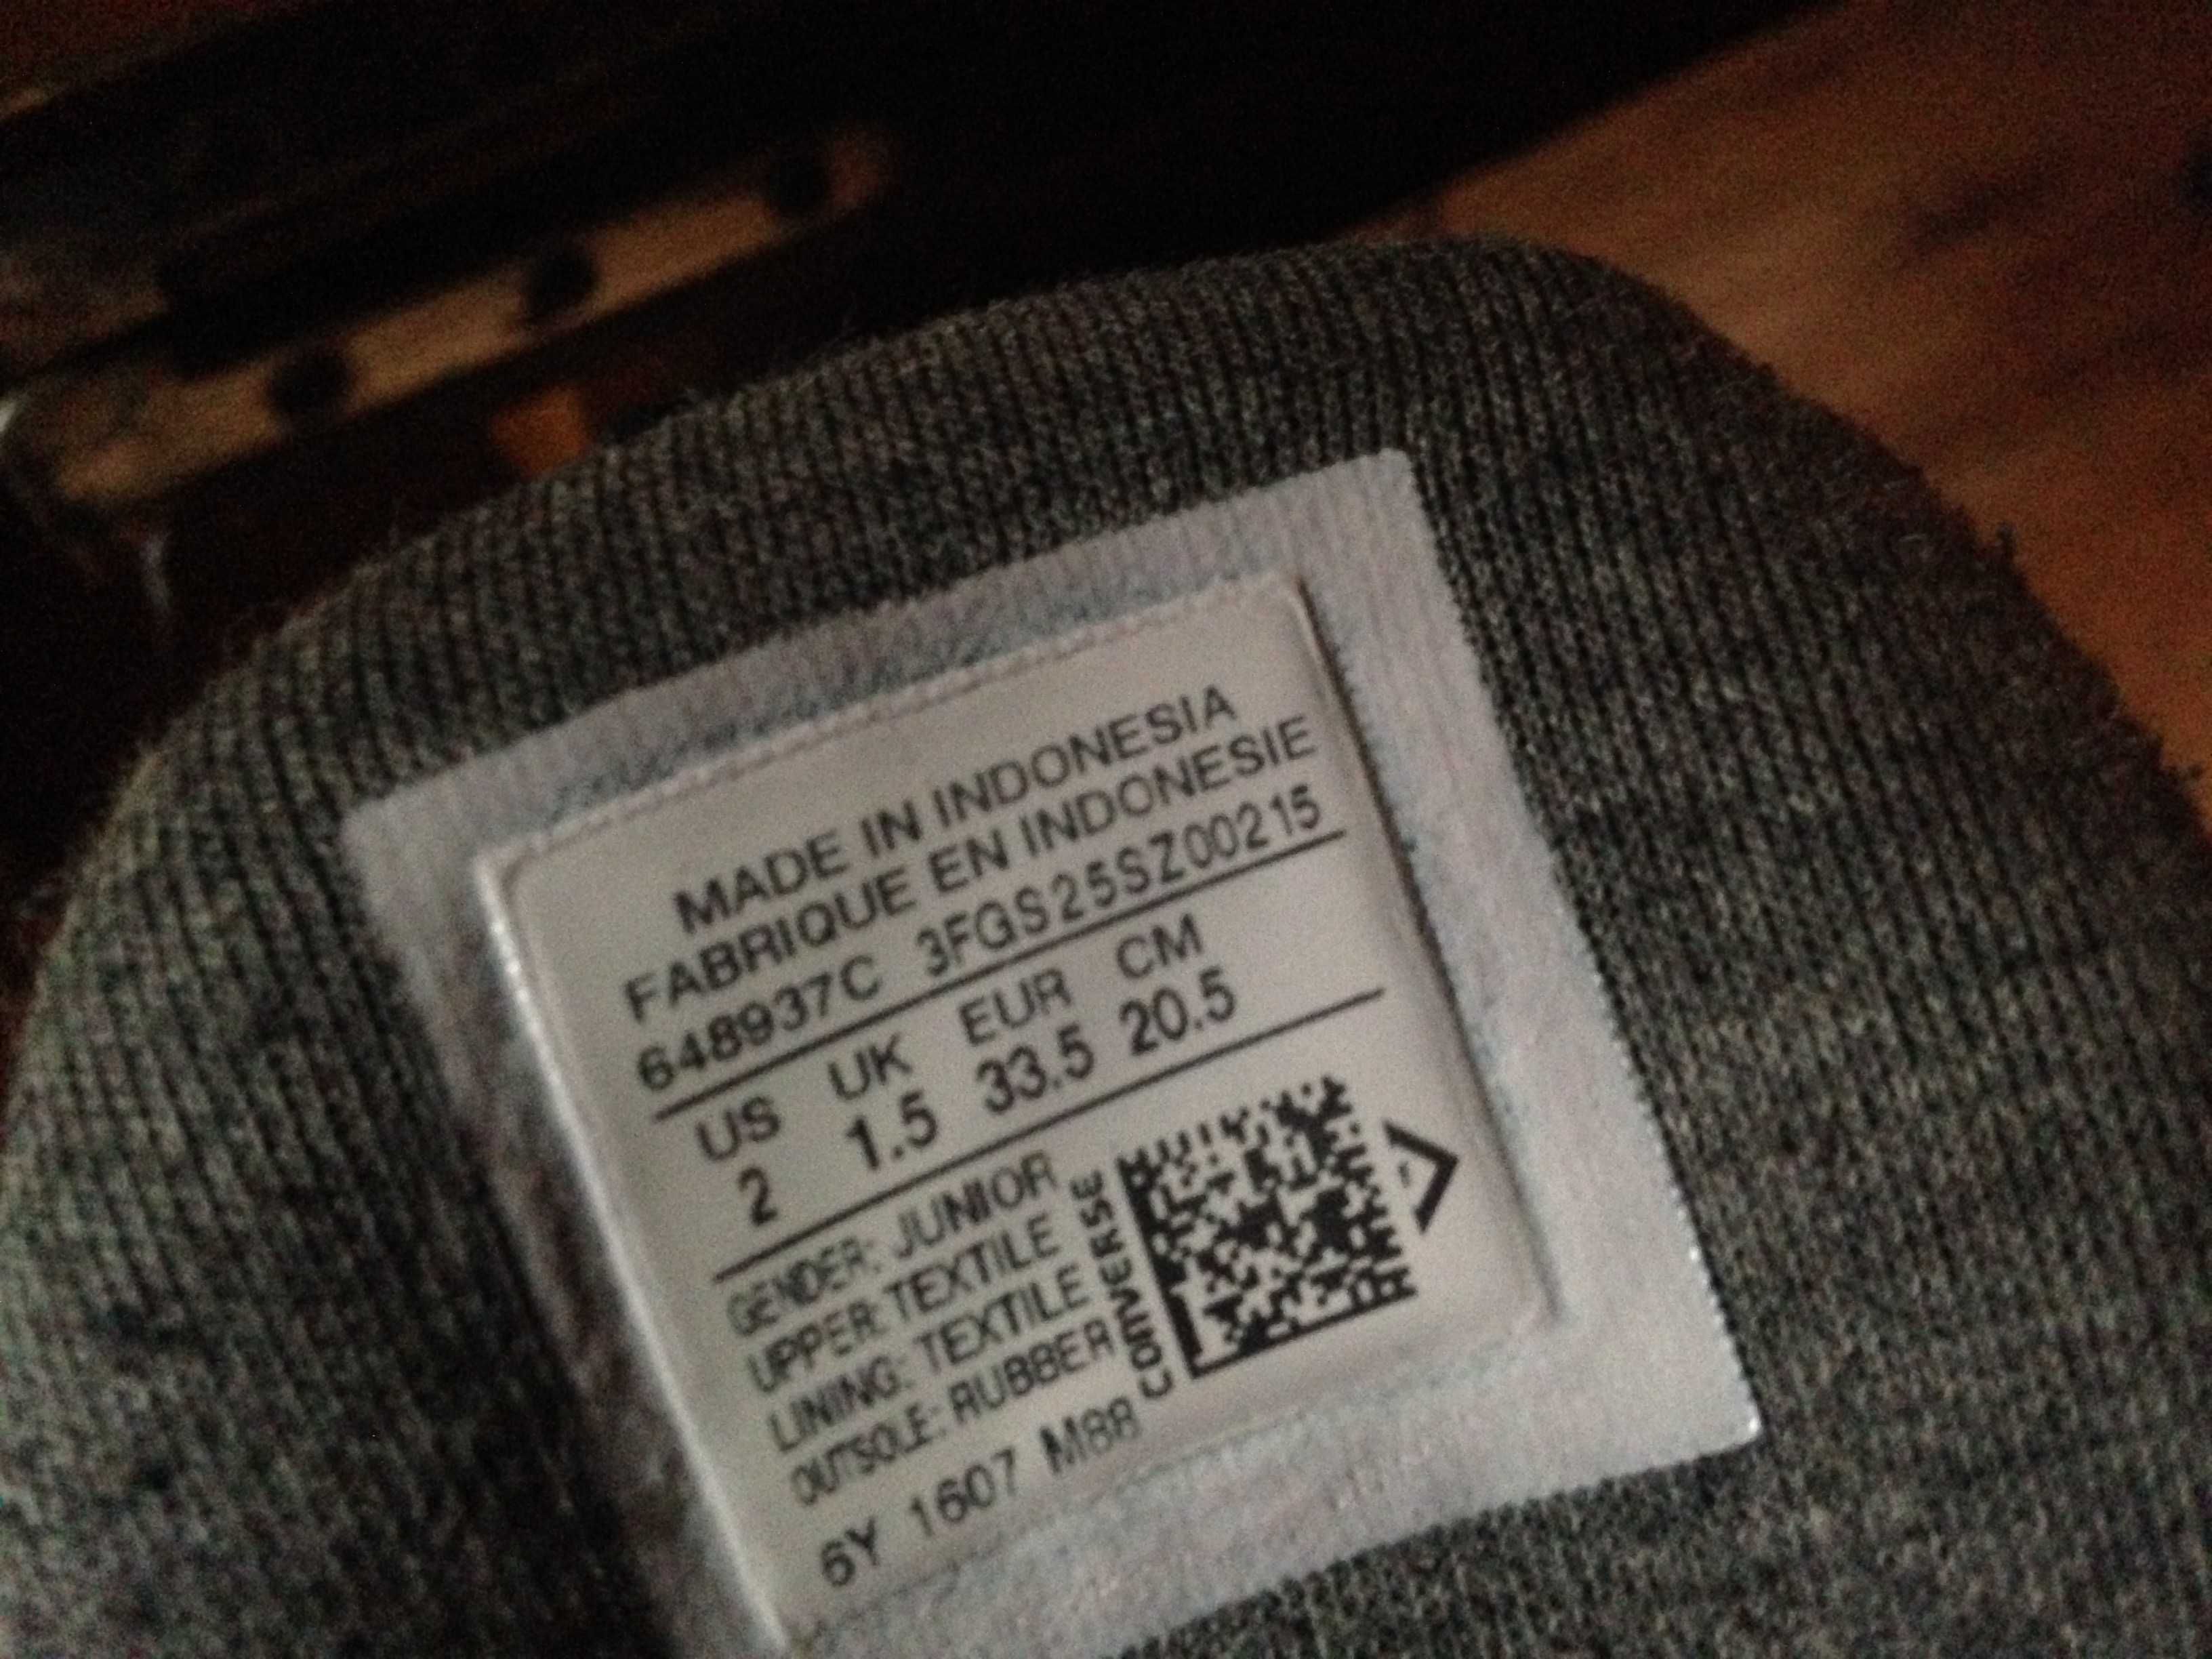 MADE IN INDONESIA
FABRIQUE EN INDONESIE
648937C 3FGS25SZ00215
US UK EUR CM
2 1.5 33.5 20.5
GENDER: JUNIOR
UPPER: TEXTILE
LINING: TEXTILE
OUTSOLE: RUBBER
6Y 1607 M88
CONVERSE